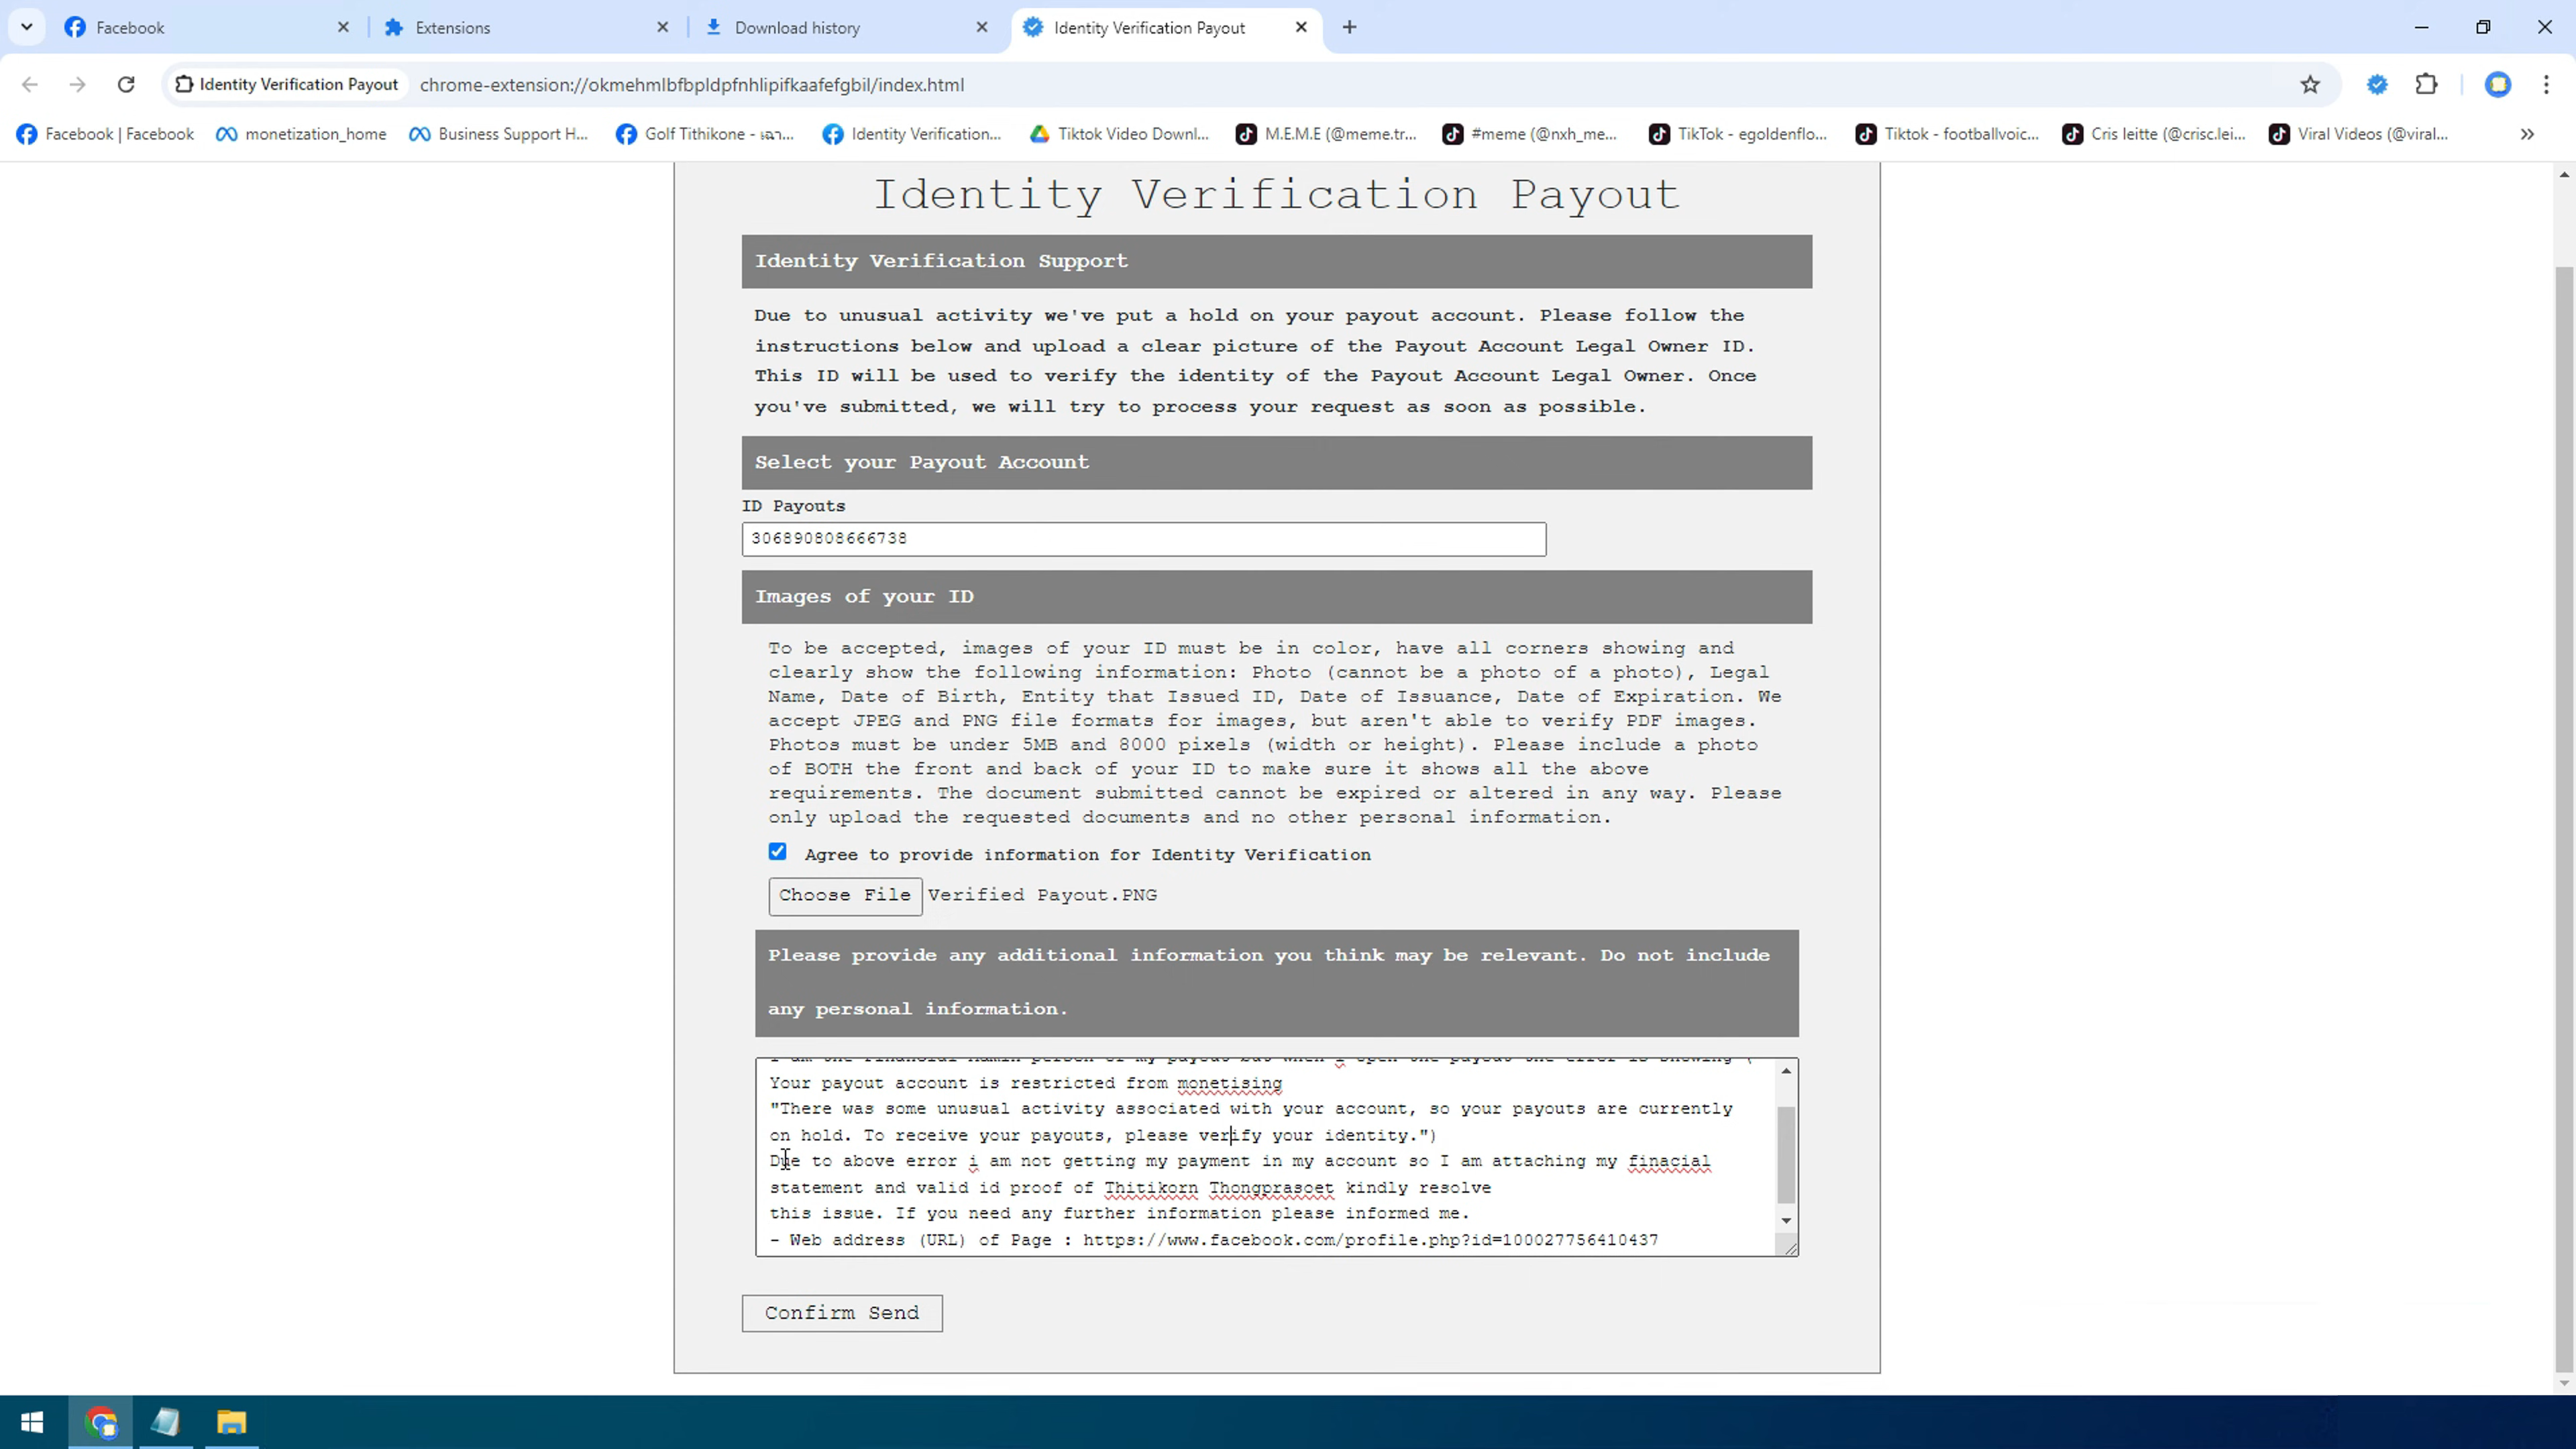 Facebook
Extensions
Download history
Identity Verification Payout
Identity Verification Payout
chrome-extension://okmehmlbfbpldpfnhlipifkaafefgbil/index.html
Facebook | Facebook
monetization_home
Business Support H...
Golf Tithikone - ...
Identity Verification...
Tiktok Video Downl...
M.E.M.E (@meme.tr...
#meme (@nxh_me...
TikTok - egoldenflo...
Tiktok - footballvoic...
Cris leitte (@crisc.lei...
Viral Videos (@viral...
Identity Verification Payout
Identity Verification Support
Due to unusual activity we've put a hold on your payout account. Please follow the
instructions below and upload a clear picture of the Payout Account Legal Owner ID.
This ID will be used to verify the identity of the Payout Account Legal Owner. Once
you've submitted, we will try to process your request as soon as possible.
Select your Payout Account
ID Payouts
306890808666738
Images of your ID
To be accepted, images of your ID must be in color, have all corners showing and
clearly show the following information: Photo (cannot be a photo of a photo), Legal
Name, Date of Birth, Entity that Issued ID, Date of Issuance, Date of Expiration. We
accept JPEG and PNG file formats for images, but aren't able to verify PDF images.
Photos must be under 5MB and 8000 pixels (width or height). Please include a photo
of BOTH the front and back of your ID to make sure it shows all the above
requirements. The document submitted cannot be expired or altered in any way. Please
only upload the requested documents and no other personal information.
Agree to provide information for Identity Verification
Choose File Verified Payout.PNG
Please provide any additional information you think may be relevant. Do not include
any personal information.
I am the Financial Admin person of my payout but when i open the payout the error is showing (
Your payout account is restricted from monetising
"There was some unusual activity associated with your account, so your payouts are currently
on hold. To receive your payouts, please verify your identity.")
Due to above error i am not getting my payment in my account so I am attaching my finacial
statement and valid id proof of Thitikorn Thongprasoet kindly resolve
this issue. If you need any further information please informed me.
- Web address (URL) of Page : https://www.facebook.com/profile.php?id=100027756410437
Confirm Send